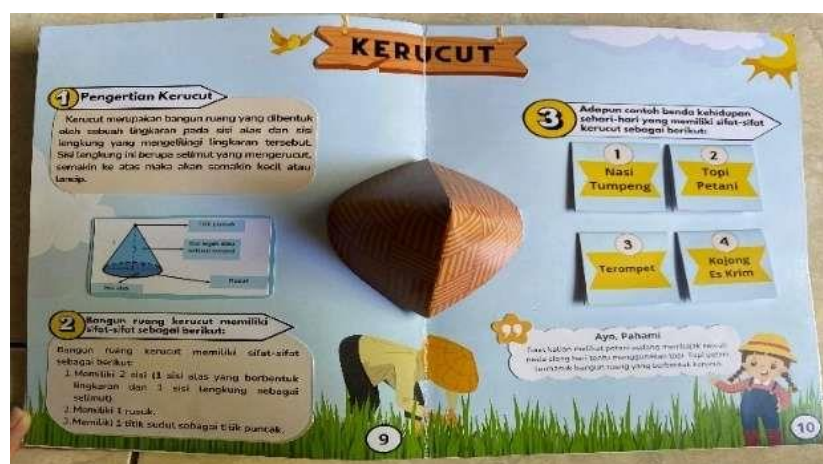 KERUCUT
1 Pengertian Kerucut
Kerucut merupakan bangun ruang yang dibentuk
oleh sebuah lingkaran pada sisi alas dan sisi
lengkung yang mengelilingi lingkaran tersebut.
Sisi lengkung ini berupa selimut yang mengerucut,
semakin ke atas maka akan semakin kecil atau
lancip.
Titik puncak
Rusuk
2 Bangun ruang kerucut memiliki
sifat-sifat sebagai berikut:
Bangun ruang kerucut memiliki sifat-sifat
sebagai berikut:
1. Memiliki 2 sisi (1 sisi alas yang berbentuk
lingkaran dan 1 sisi lengkung sebagai
selimut)
2. Memiliki 1 rusuk.
3. Memiliki 1 titik sudut sebagai titik puncak.
9
3 Adapun contoh benda kehidupan
sehari-hari yang memiliki sifat-sifat
kerucut sebagai berikut:
1
Nasi
Tumpeng
2
Topi
Petani
3
Terompet
4
Kojong
Es Krim
Ayo, Pahami
10